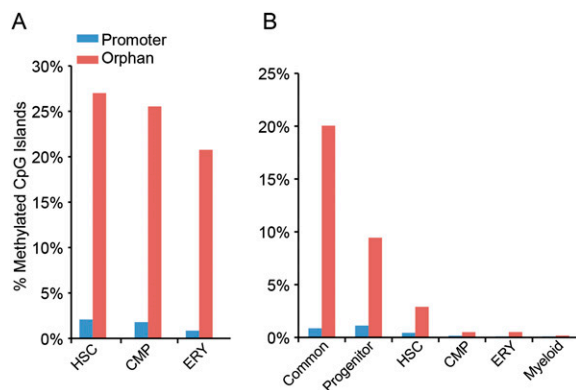 A
B
Promoter
Orphan
% Methylated CpG Islands
30%
25%
20%
15%
10%
5%
0%
HSC
CMP
ERY
25%
20%
15%
10%
5%
0%
Common
Progenitor
HSC
CMP
ERY
Myeloid